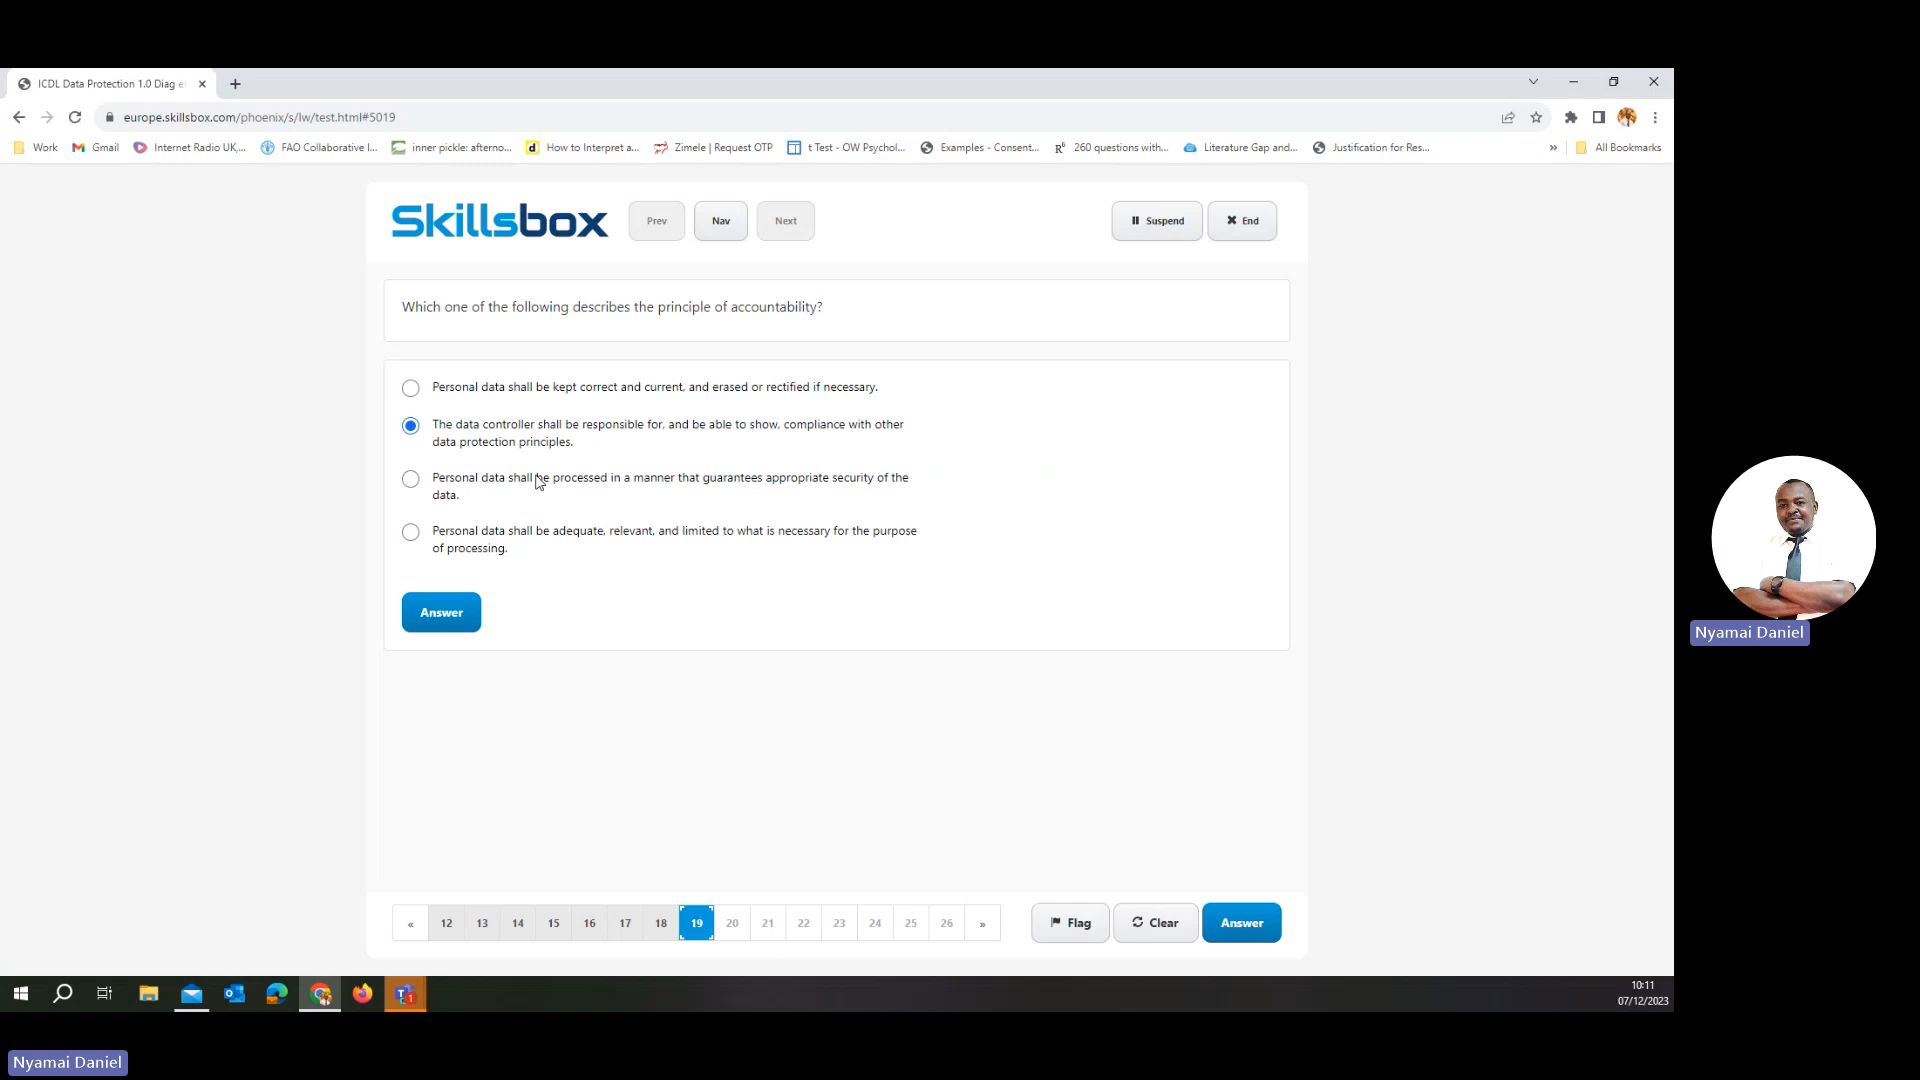 ICDL Data Protection 1.0 Diag e
europe.skillsbox.com/phoenix/s/lw/test.html#5019
Work
Gmail
Internet Radio UK,...
FAO Collaborative I...
inner pickle: afterno...
How to Interpret a...
Zimele | Request OTP
t Test - OW Psychol...
Examples - Consent...
260 questions with...
Literature Gap and...
Justification for Res...
»
All Bookmarks
Skillsbox
Prev
Nav
Next
Suspend
End
Which one of the following describes the principle of accountability?
Personal data shall be kept correct and current, and erased or rectified if necessary.
The data controller shall be responsible for, and be able to show, compliance with other
data protection principles.
Personal data shall be processed in a manner that guarantees appropriate security of the
data.
Personal data shall be adequate, relevant, and limited to what is necessary for the purpose
of processing.
Answer
« 12 13 14 15 16 17 18 19 20 21 22 23 24 25 26 »
Flag
Clear
Answer
10:11
07/12/2023
Nyamai Daniel
Nyamai Daniel